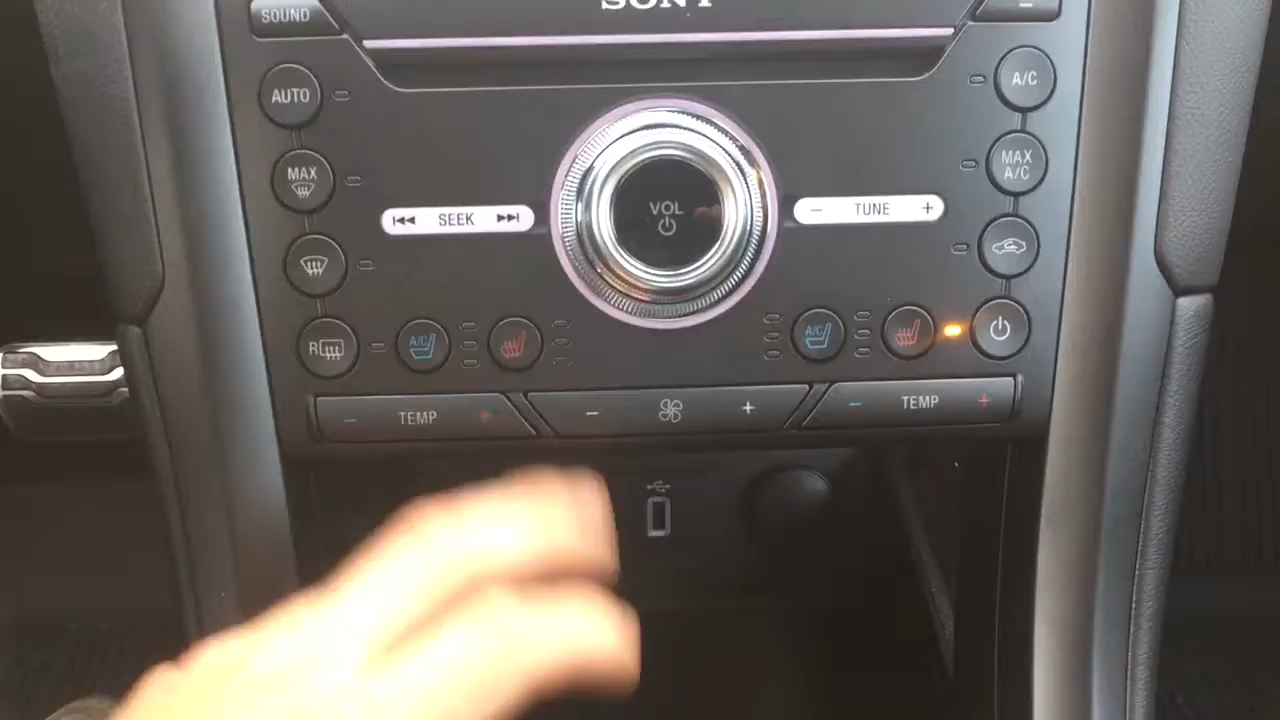 SONY
SOUND
AUTO
A/C
MAX
MAX
A/C
SEEK
VOL
− TUNE +
R
A/C
A/C
− TEMP +
− +
− TEMP +